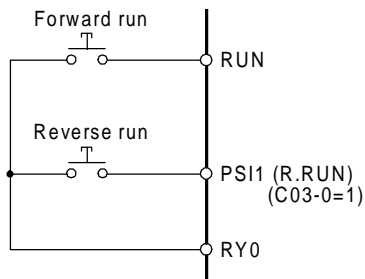 Forward run
RUN
Reverse run
PSI1 (R.RUN)
(C03-0=1)
RY0